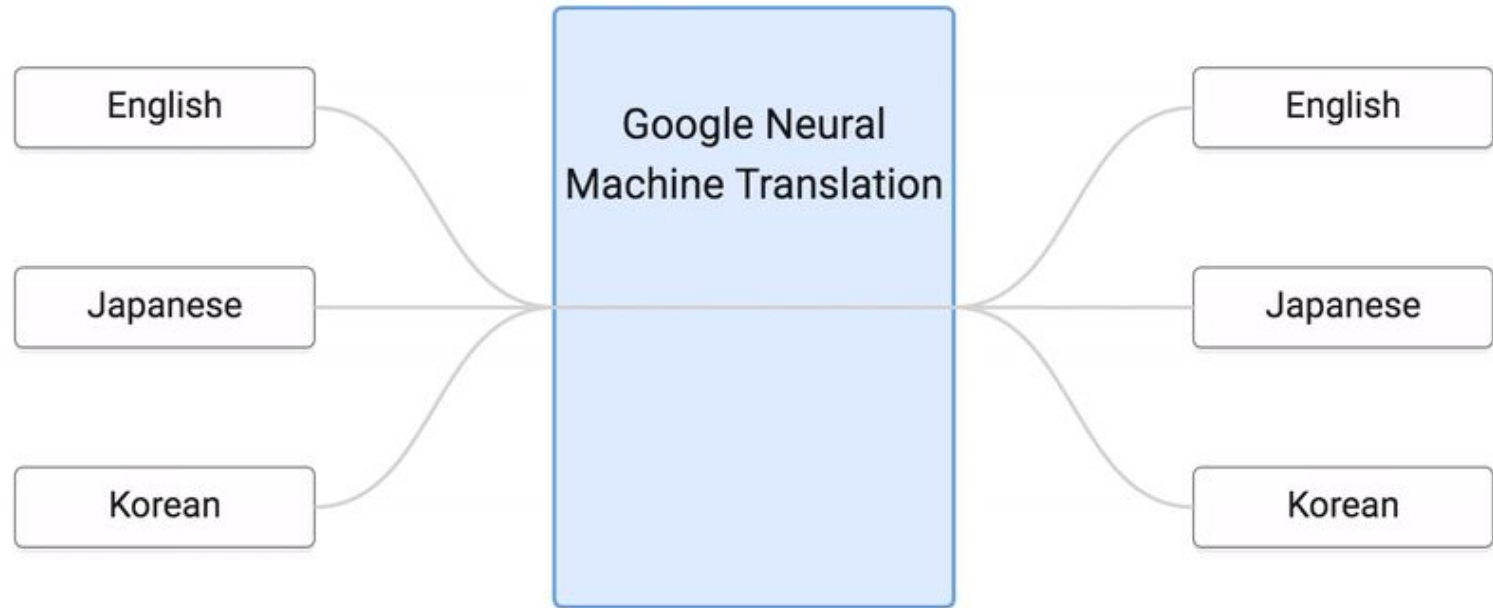 English
Japanese
Korean
Google Neural
Machine Translation
English
Japanese
Korean